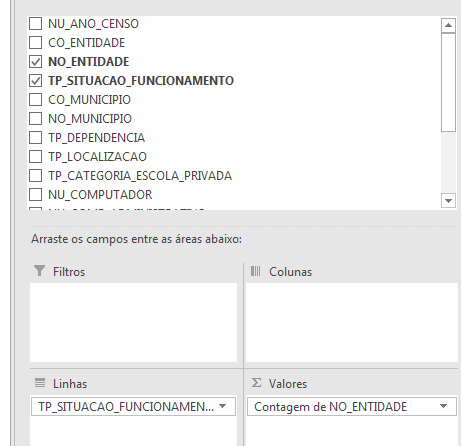 NU_ANO_CENSO
CO_ENTIDADE
NO_ENTIDADE
TP_SITUACAO_FUNCIONAMENTO
CO_MUNICIPIO
NO_MUNICIPIO
TP_DEPENDENCIA
TP_LOCALIZACAO
TP_CATEGORIA_ESCOLA_PRIVADA
NU_COMPUTADOR
Arraste os campos entre as áreas abaixo:
Filtros
Colunas
Linhas
Σ Valores
TP_SITUACAO_FUNCIONAMEN...
Contagem de NO_ENTIDADE